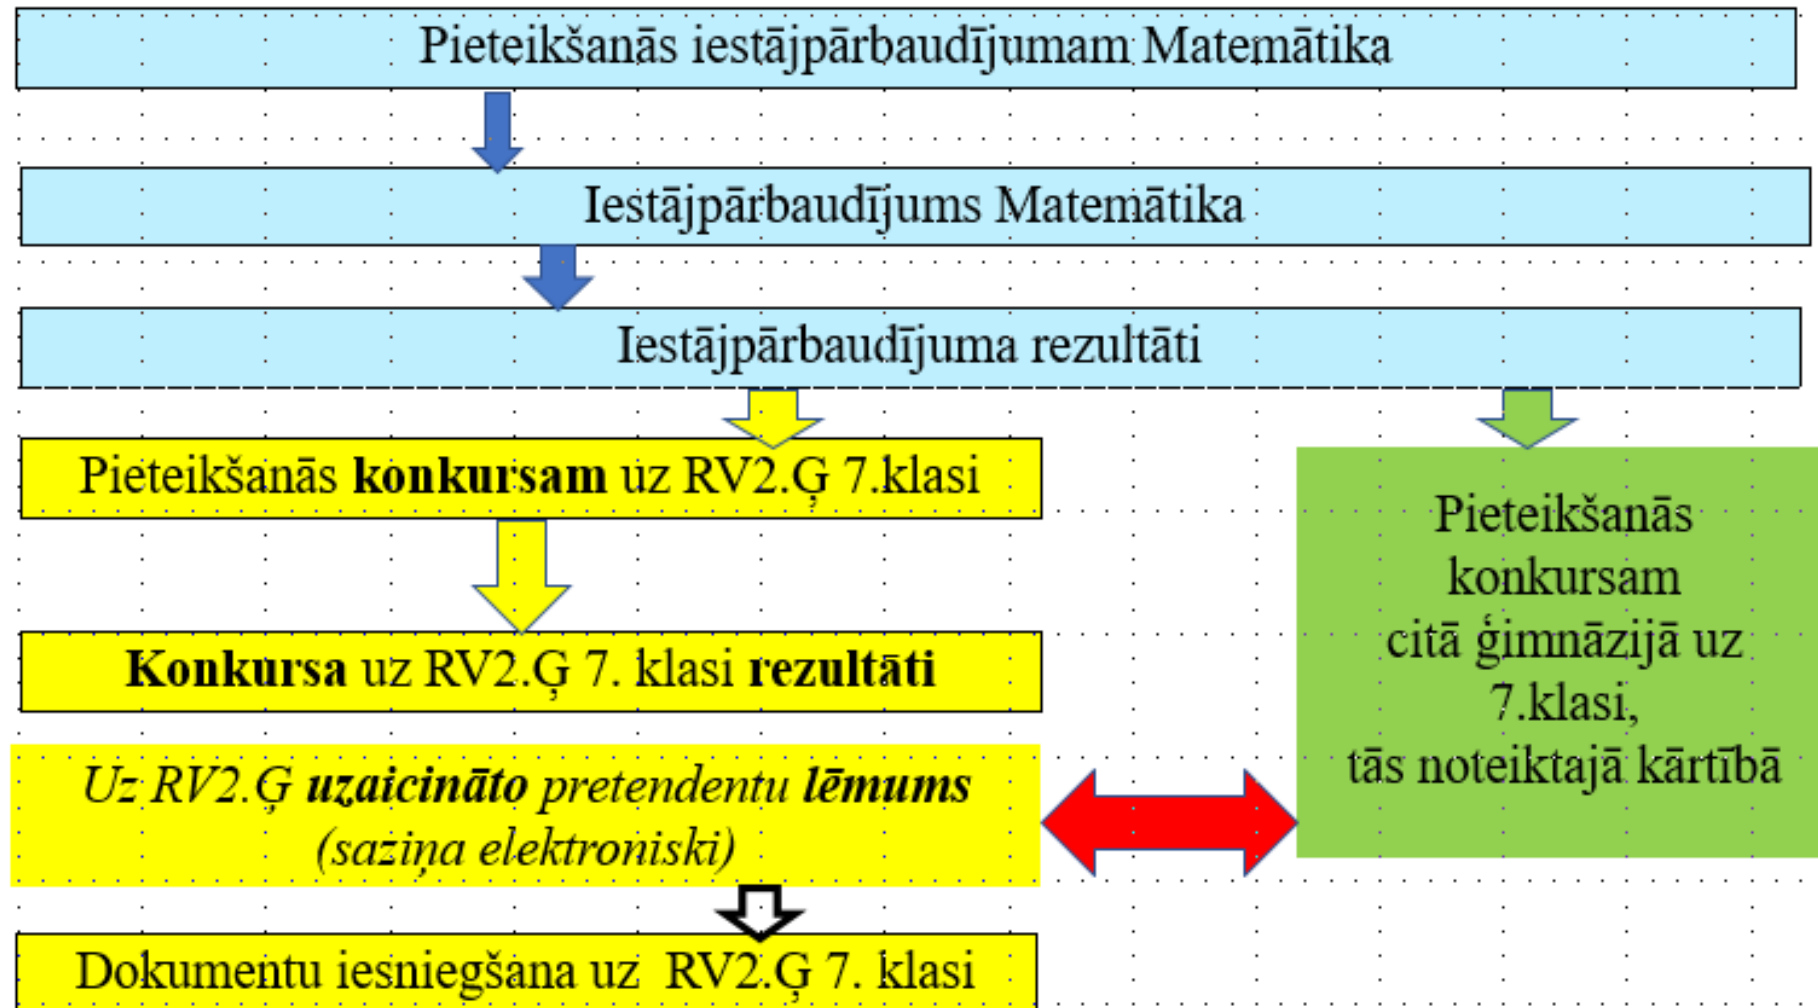 Pieteikšanās iestājpārbaudījumam Matemātika
Iestājpārbaudījums Matemātika
Iestājpārbaudījuma rezultāti
Pieteikšanās konkursam uz RV2.Ģ 7.klasi
Konkursa uz RV2.Ģ 7. klasi rezultāti
Uz RV2.Ģ uzaicināto pretendentu lēmums
(saziņa elektroniski)
Dokumentu iesniegšana uz RV2.Ģ 7. klasi
Pieteikšanās
konkursam
citā ģimnāzijā uz
7.klasi,
tās noteiktajā kārtībā